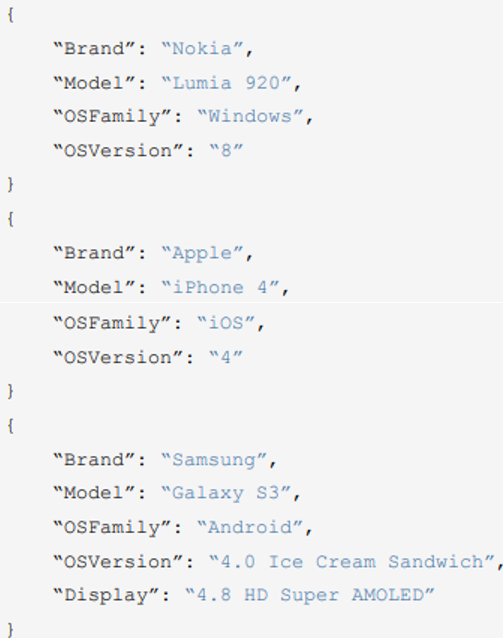 {
“Brand”: “Nokia”,
“Model”: “Lumia 920”,
“OSFamily”: “Windows”,
“OSVersion”: “8”
}
{
“Brand”: “Apple”,
“Model”: “iPhone 4”,
“OSFamily”: “iOS”,
“OSVersion”: “4”
}
{
“Brand”: “Samsung”,
“Model”: “Galaxy S3”,
“OSFamily”: “Android”,
“OSVersion”: “4.0 Ice Cream Sandwich”,
“Display”: “4.8 HD Super AMOLED”
}